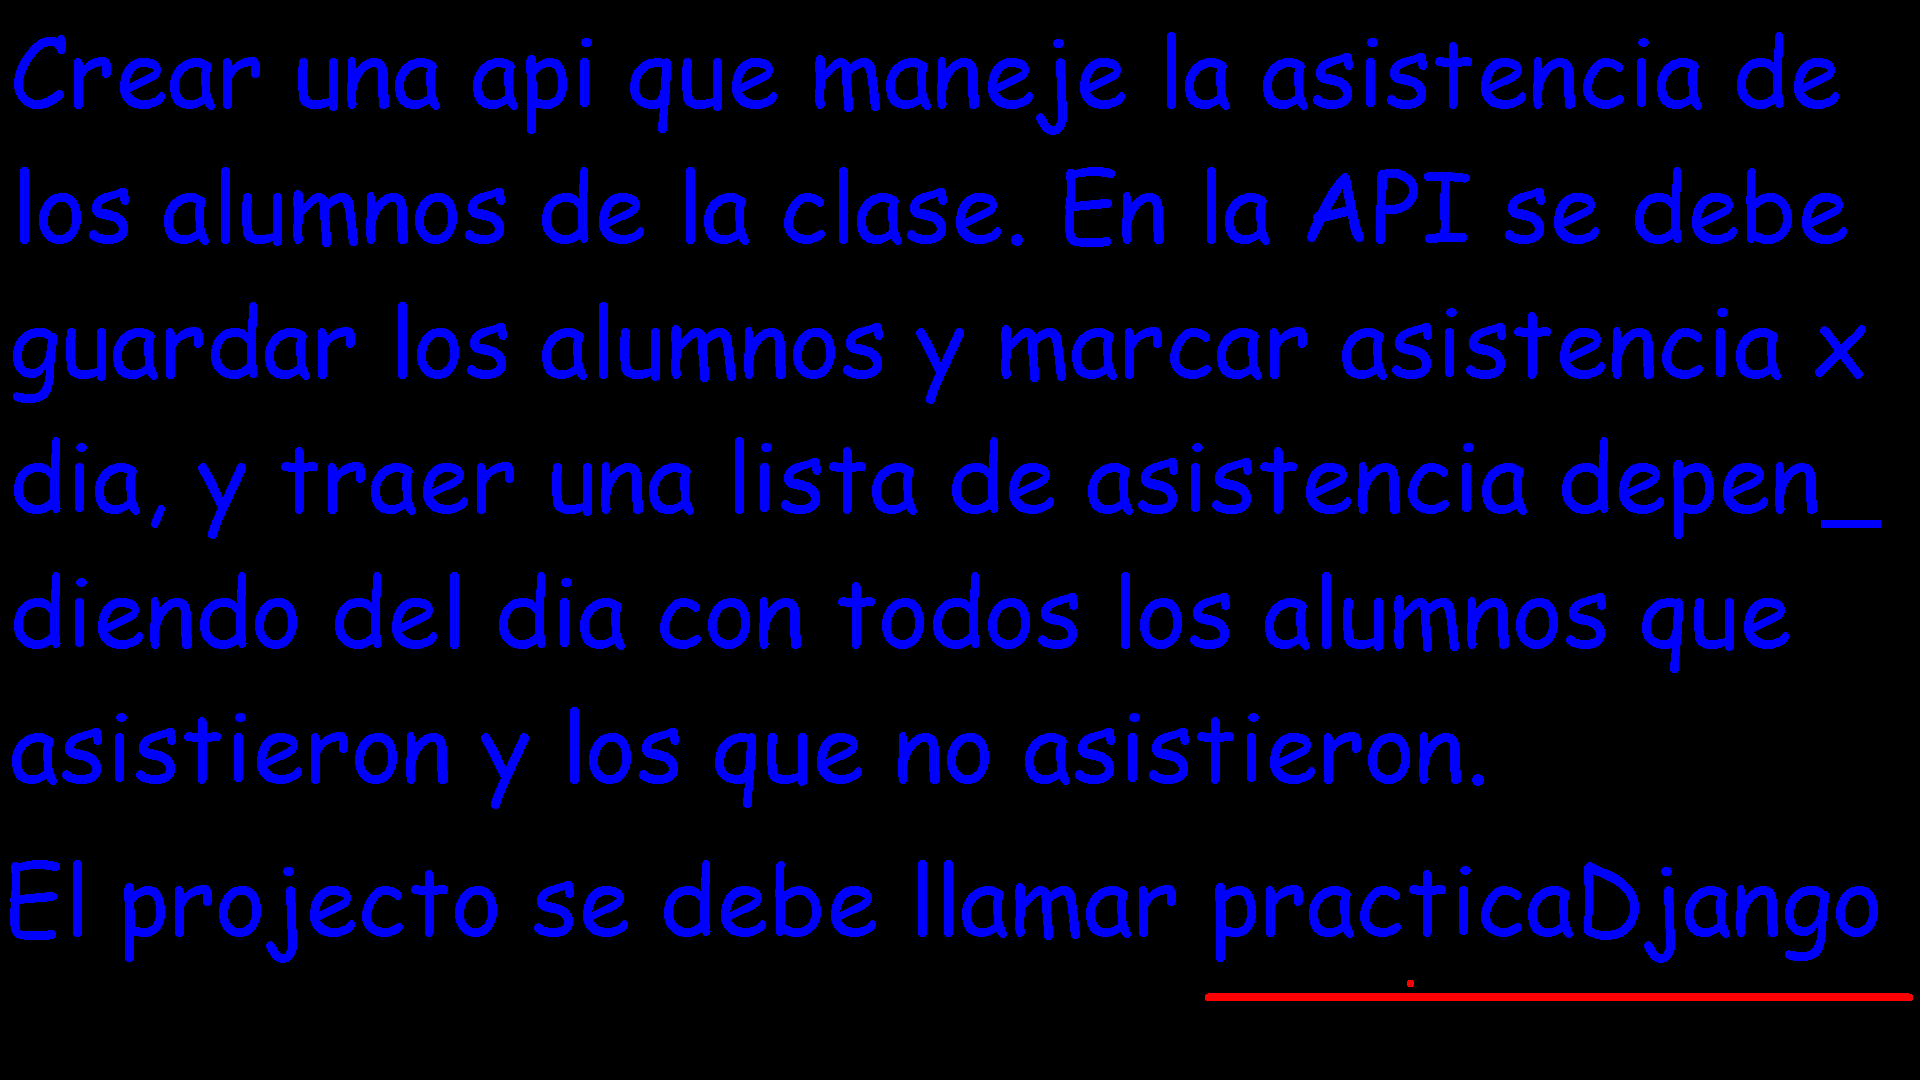 Crear una api que maneje la asistencia de
los alumnos de la clase. En la API se debe
guardar los alumnos y marcar asistencia x
dia, y traer una lista de asistencia depen_
diendo del dia con todos los alumnos que
asistieron y los que no asistieron.
El projecto se debe llamar practicaDjango